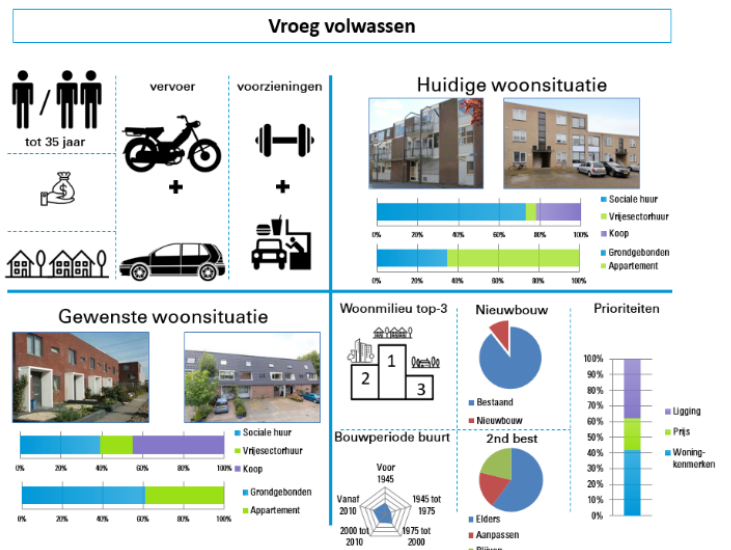 Vroeg volwassen
tot 35 jaar
vervoer
voorzieningen
Huidige woonsituatie
Sociale huur
Vrijesectorhuur
Koop
0% 20% 40% 60% 80% 100%
Grondgebonden
Appartement
0% 20% 40% 60% 80% 100%
Gewenste woonsituatie
Sociale huur
Vrijesectorhuur
Koop
0% 20% 40% 60% 80% 100%
Grondgebonden
Appartement
0% 20% 40% 60% 80% 100%
Woonmilieu top-3
1
2
3
Nieuwbouw
Bestaand
Nieuwbouw
Prioriteiten
100%
90%
80%
70%
60%
50%
40%
30%
20%
10%
0%
Ligging
Prijs
Woning-
kenmerken
Bouwperiode buurt
Voor
1945
1945 tot
1975
1975 tot
2000
2000 tot
2010
Vanaf
2010
2nd best
Elders
Aanpassen
Blijven